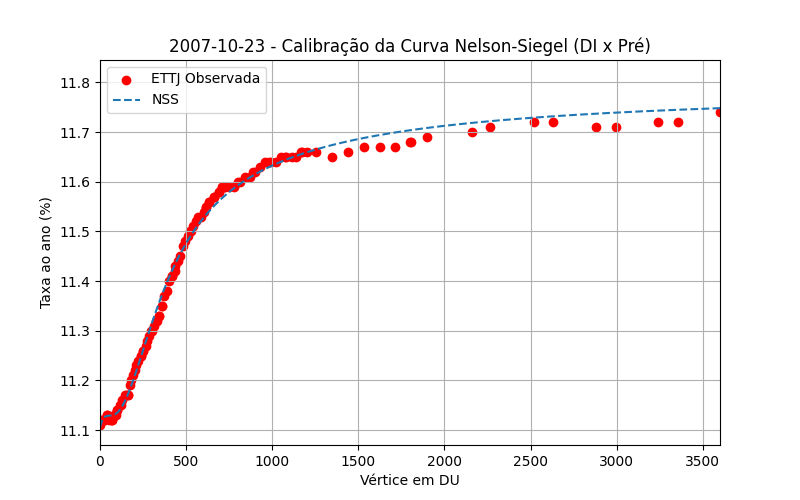 2007-10-23 - Calibração da Curva Nelson-Siegel (DI x Pré)
ETTJ Observada
NSS
Taxa ao ano (%)
11.8
11.7
11.6
11.5
11.4
11.3
11.2
11.1
0 500 1000 1500 2000 2500 3000 3500
Vértice em DU